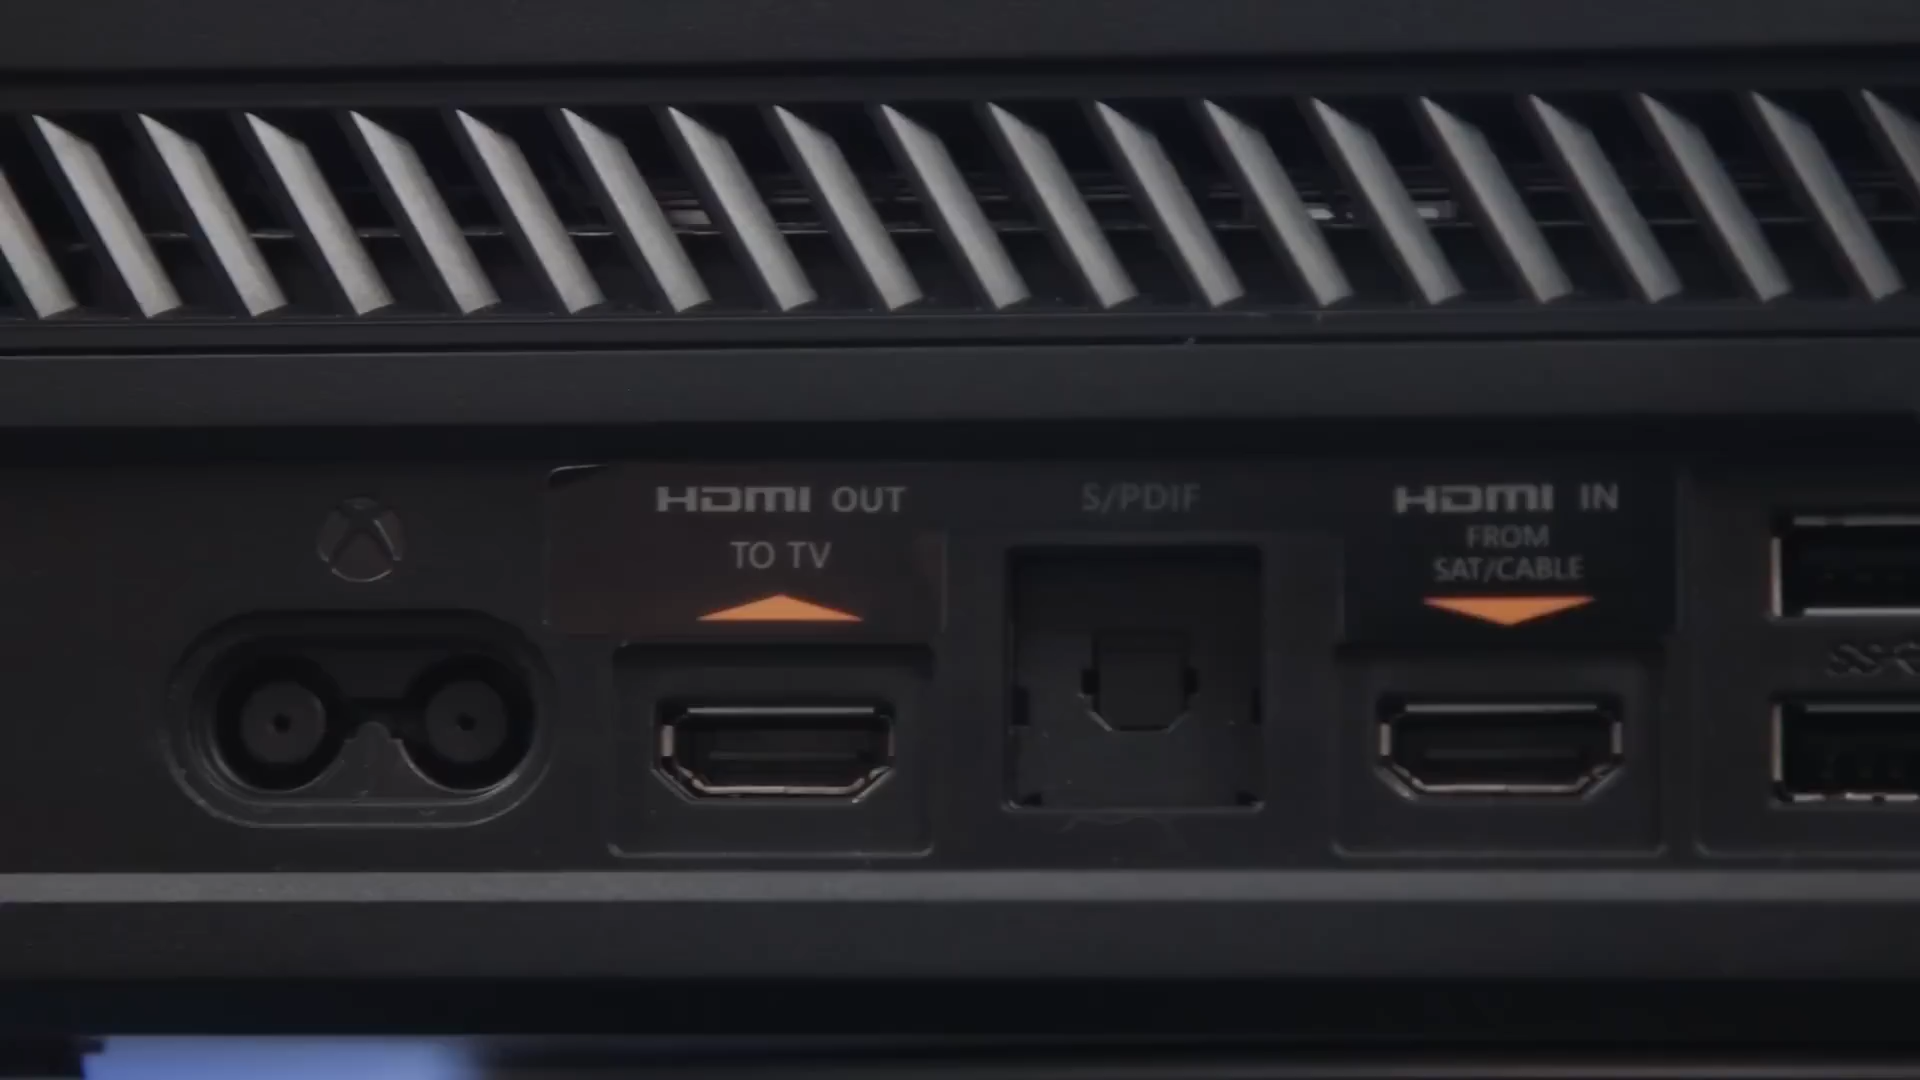 HDMI OUT
TO TV
S/PDIF
HDMI IN
FROM
SAT/CABLE